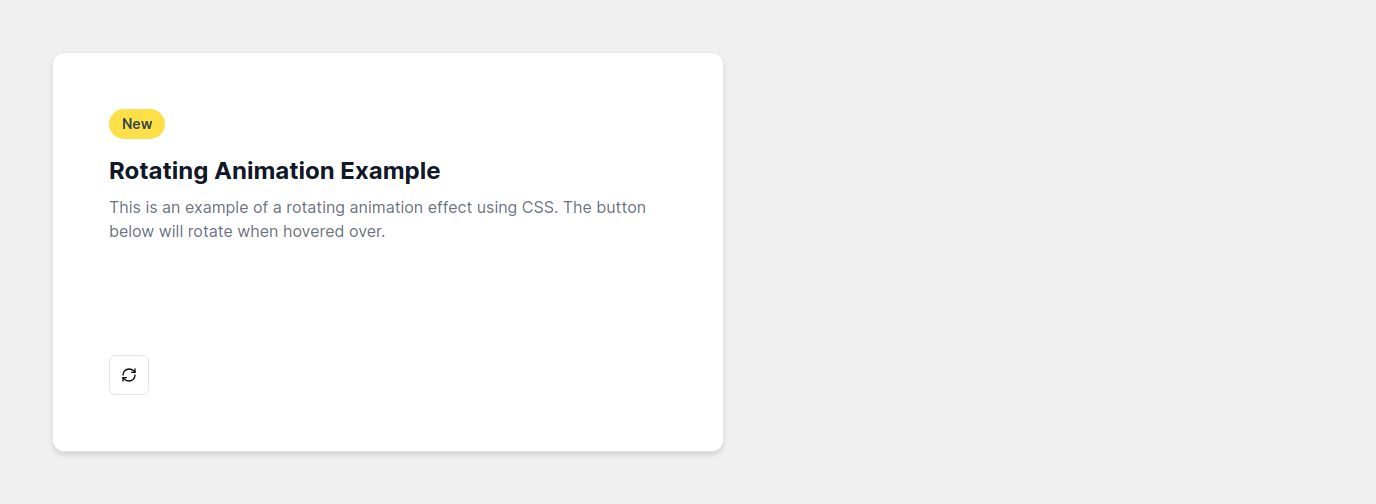 New
Rotating Animation Example
This is an example of a rotating animation effect using CSS. The button
below will rotate when hovered over.